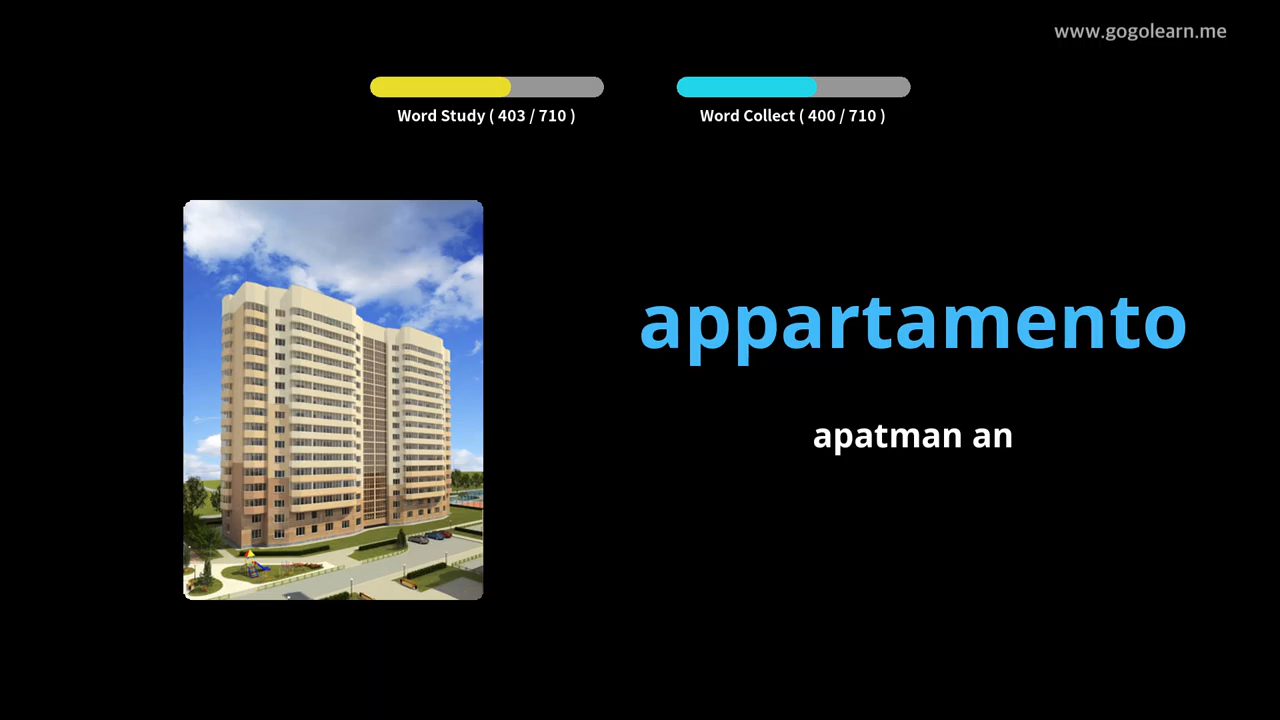 www.gogolearn.me
Word Study ( 403 / 710 )
Word Collect ( 400 / 710 )
appartamento
apatman an